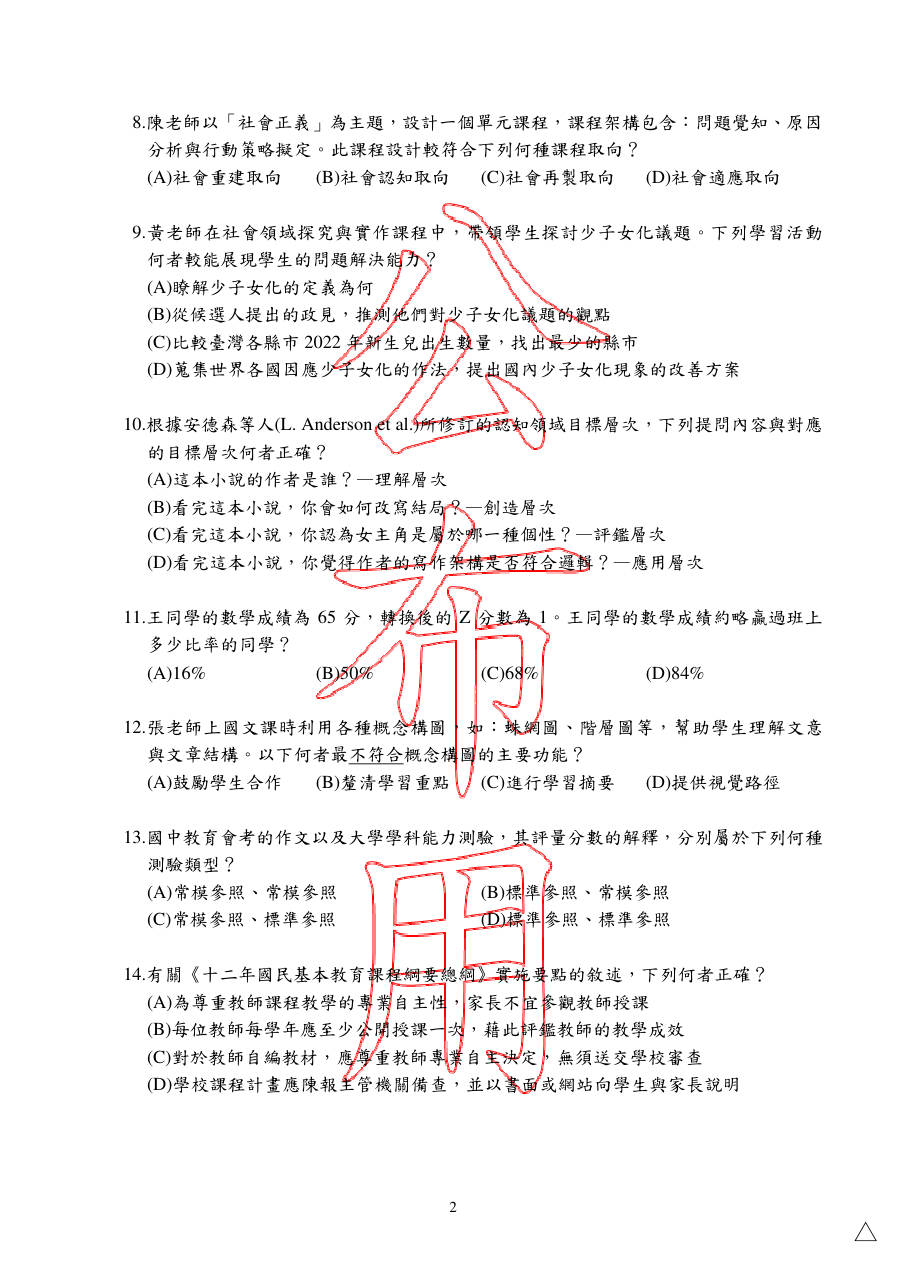 8.陳老師以「社會正義」為主題，設計一個單元課程，課程架構包含：問題覺知、原因
分析與行動策略擬定。此課程設計較符合下列何種課程取向？
(A)社會重建取向 (B)社會認知取向 (C)社會再製取向 (D)社會適應取向
9.黃老師在社會領域探究與實作課程中，帶領學生探討少子女化議題。下列學習活動
何者較能展現學生的問題解決能力？
(A)瞭解少子女化的定義為何
(B)從候選人提出的政見，推測他們對少子女化議題的觀點
(C)比較臺灣各縣市 2022 年新生兒出生數量，找出最少的縣市
(D)蒐集世界各國因應少子女化的作法，提出國內少子女化現象的改善方案
10.根據安德森等人(L. Anderson et al.)所修訂的認知領域目標層次，下列提問內容與對應
的目標層次何者正確？
(A)這本小說的作者是誰？—理解層次
(B)看完這本小說，你會如何改寫結局？—創造層次
(C)看完這本小說，你認為女主角是屬於哪一種個性？—評鑑層次
(D)看完這本小說，你覺得作者的寫作架構是否符合邏輯？—應用層次
11.王同學的數學成績為 65 分，轉換後的 Z 分數為 1。王同學的數學成績約略贏過班上
多少比率的同學？
(A)16% (B)50% (C)68% (D)84%
12.張老師上國文課時利用各種概念構圖，如：蛛網圖、階層圖等，幫助學生理解文意
與文章結構。以下何者最不符合概念構圖的主要功能？
(A)鼓勵學生合作 (B)釐清學習重點 (C)進行學習摘要 (D)提供視覺路徑
13.國中教育會考的作文以及大學學科能力測驗，其評量分數的解釋，分別屬於下列何種
測驗類型？
(A)常模參照、常模參照 (B)標準參照、常模參照
(C)常模參照、標準參照 (D)標準參照、標準參照
14.有關《十二年國民基本教育課程綱要總綱》實施要點的敘述，下列何者正確？
(A)為尊重教師課程教學的專業自主性，家長不宜參觀教師授課
(B)每位教師每學年應至少公開授課一次，藉此評鑑教師的教學成效
(C)對於教師自編教材，應尊重教師專業自主決定，無須送交學校審查
(D)學校課程計畫應陳報主管機關備查，並以書面或網站向學生與家長說明
公布用
2